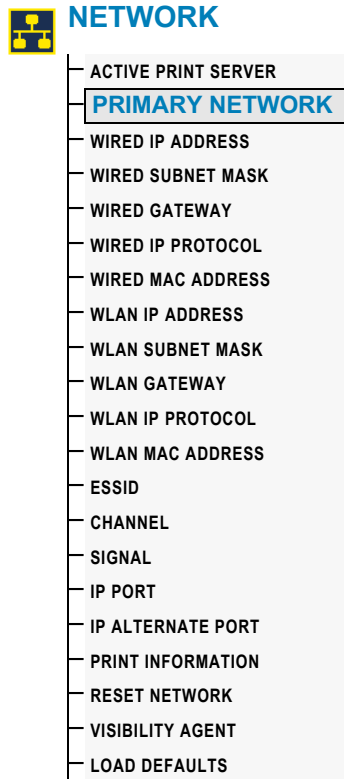 NETWORK
ACTIVE PRINT SERVER
PRIMARY NETWORK
WIRED IP ADDRESS
WIRED SUBNET MASK
WIRED GATEWAY
WIRED IP PROTOCOL
WIRED MAC ADDRESS
WLAN IP ADDRESS
WLAN SUBNET MASK
WLAN GATEWAY
WLAN IP PROTOCOL
WLAN MAC ADDRESS
ESSID
CHANNEL
SIGNAL
IP PORT
IP ALTERNATE PORT
PRINT INFORMATION
RESET NETWORK
VISIBILITY AGENT
LOAD DEFAULTS